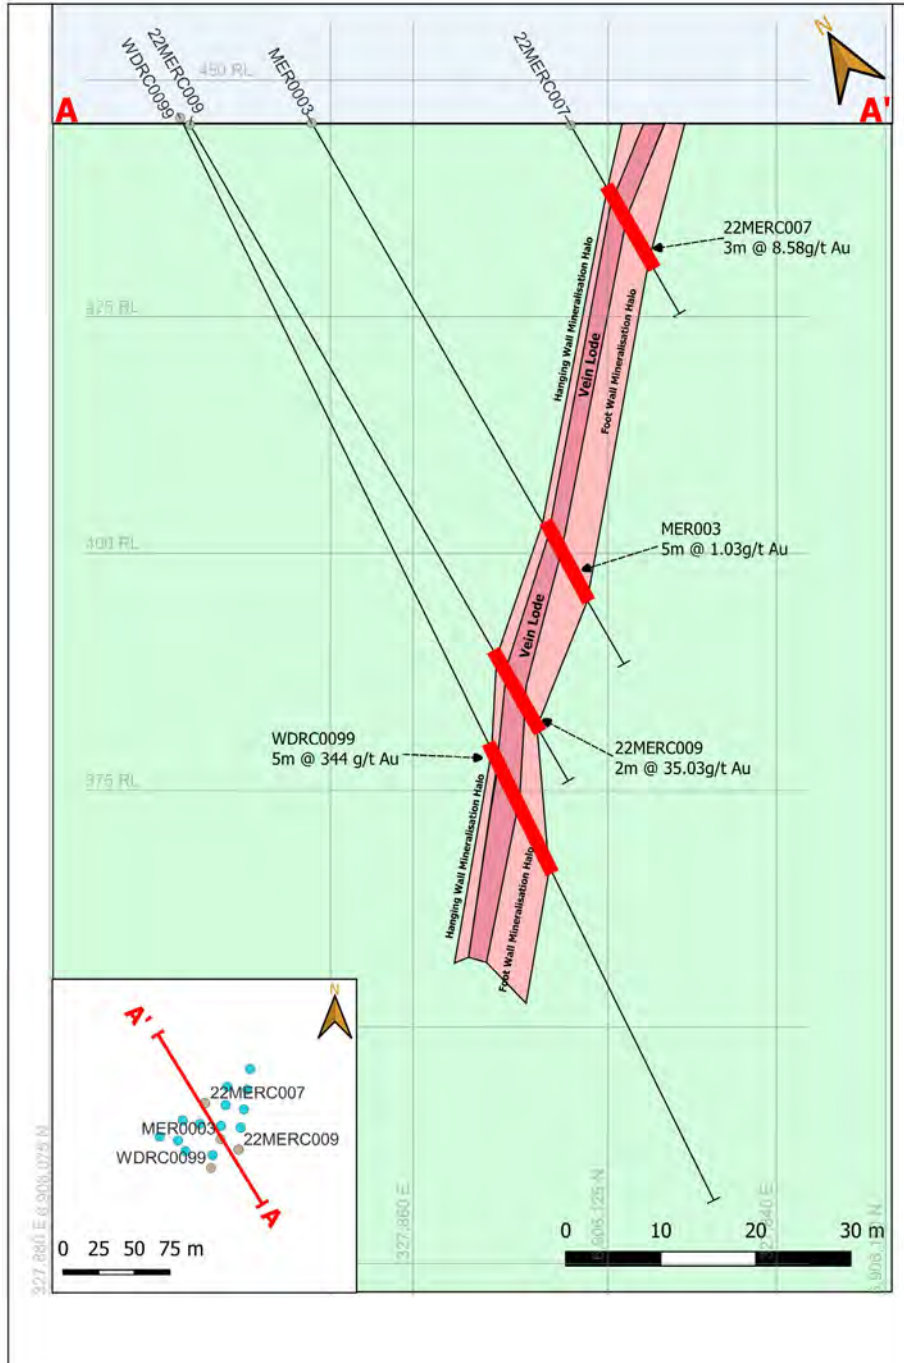 N
450 RL
WDRC0099
22MERC009
MER0003
22MERC007
A
A'
22MERC007
3m @ 8.58g/t Au
Hanging Wall Mineralisation Halo
Vein Lode
Foot Wall Mineralisation Halo
425 RL
MER003
5m @ 1.03g/t Au
400 RL
Vein Lode
WDRC0099
5m @ 344 g/t Au
22MERC009
2m @ 35.03g/t Au
375 RL
Hanging Wall Mineralisation Halo
Foot Wall Mineralisation Halo
N
A'
22MERC007
MER0003
22MERC009
WDRC0099
A
0 25 50 75 m
0 10 20 30 m
327,880 E
327,860 E